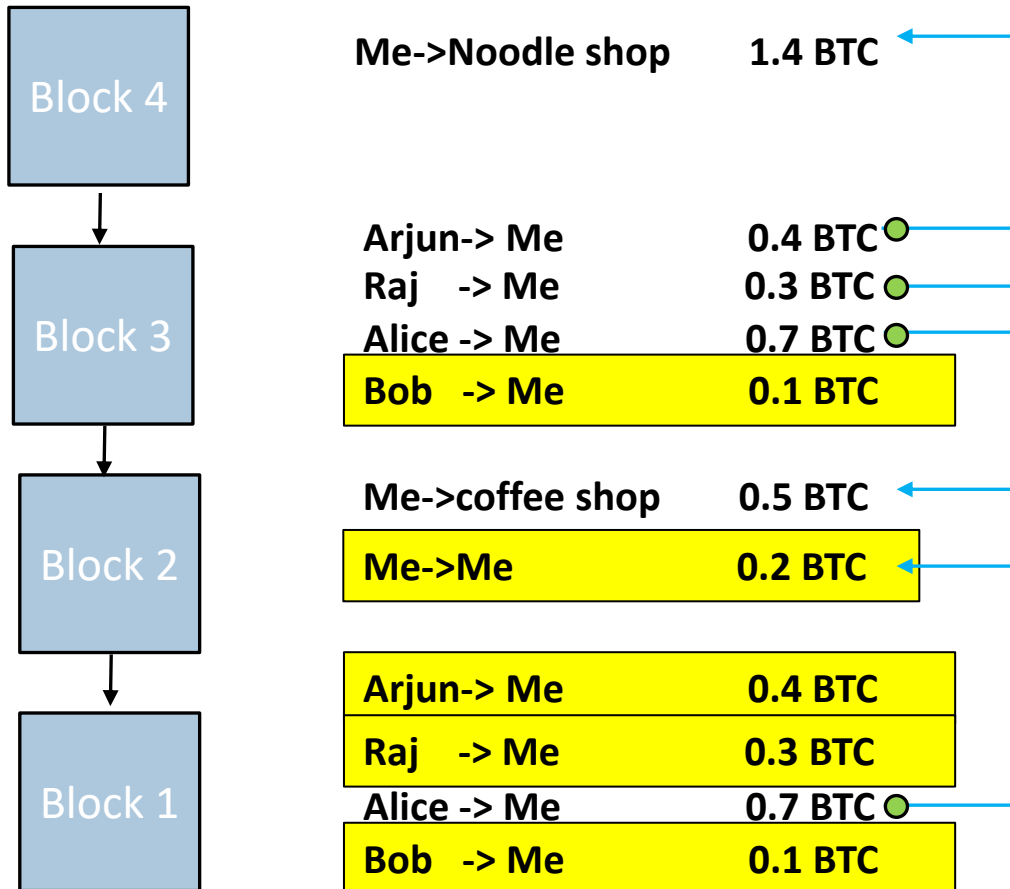 Block 4
Me->Noodle shop 1.4 BTC
Block 3
Arjun-> Me 0.4 BTC
Raj -> Me 0.3 BTC
Alice -> Me 0.7 BTC
Bob -> Me 0.1 BTC
Block 2
Me->coffee shop 0.5 BTC
Me->Me 0.2 BTC
Block 1
Arjun-> Me 0.4 BTC
Raj -> Me 0.3 BTC
Alice -> Me 0.7 BTC
Bob -> Me 0.1 BTC